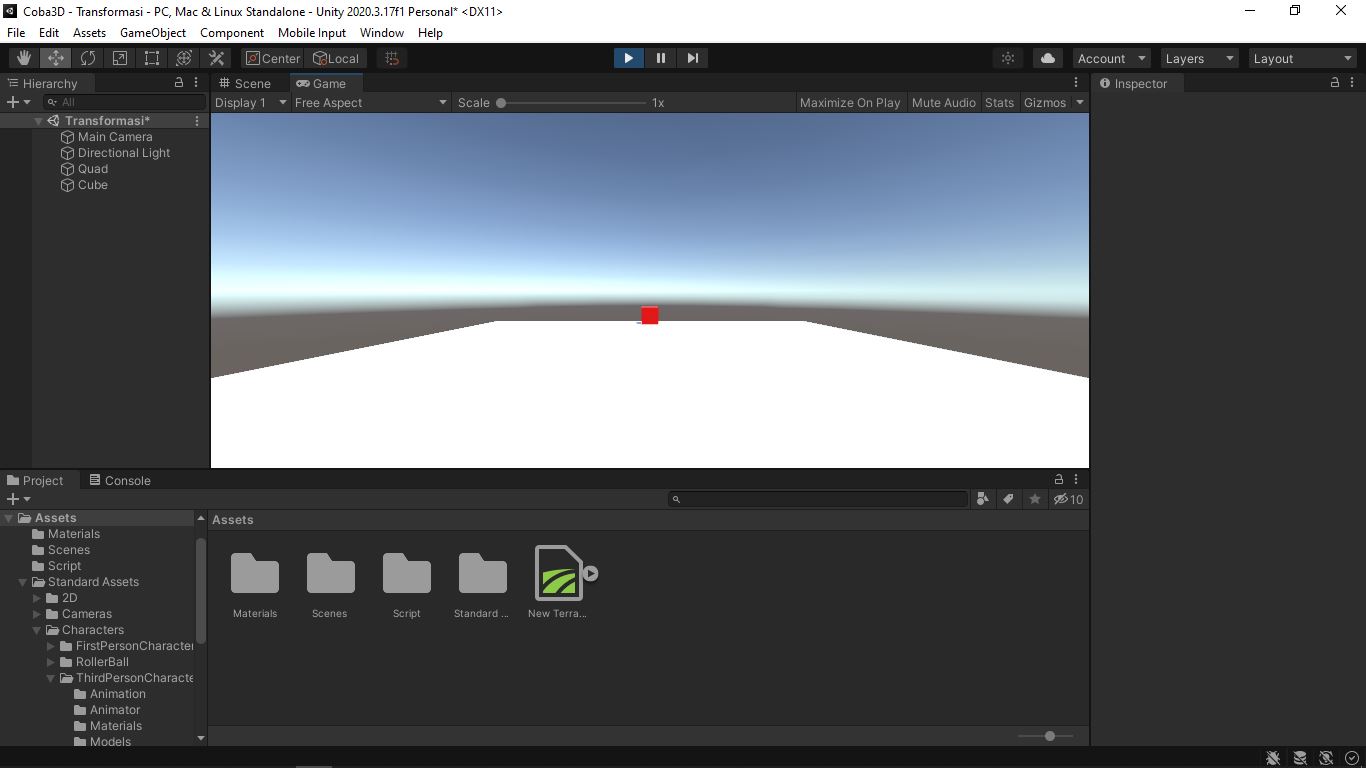 Coba3D - Transformasi - PC, Mac & Linux Standalone - Unity 2020.3.17f1 Personal* <DX11>
File Edit Assets GameObject Component Mobile Input Window Help
Center Local Account Layers Layout
Hierarchy Scene Game Inspector
All Display 1 Free Aspect Scale 1x Maximize On Play Mute Audio Stats Gizmos
Transformasi*
Main Camera
Directional Light
Quad
Cube
Project Console
10
Assets
Materials
Scenes
Script
Standard Assets
2D
Cameras
Characters
FirstPersonCharacter
RollerBall
ThirdPersonCharacte
Animation
Animator
Materials
Models
Assets
Materials Scenes Script Standard ... New Terra...